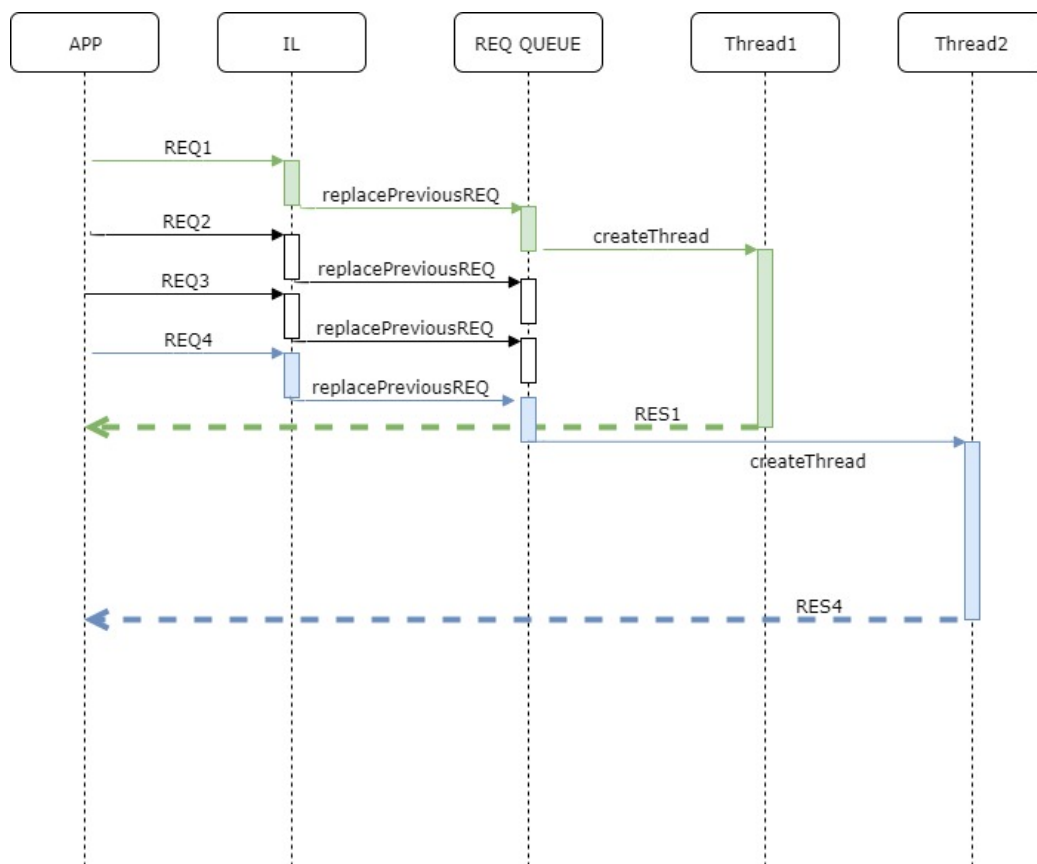 APP
IL
REQ QUEUE
Thread1
Thread2
REQ1
replacePreviousREQ
REQ2
createThread
replacePreviousREQ
REQ3
replacePreviousREQ
REQ4
replacePreviousREQ
RES1
createThread
RES4